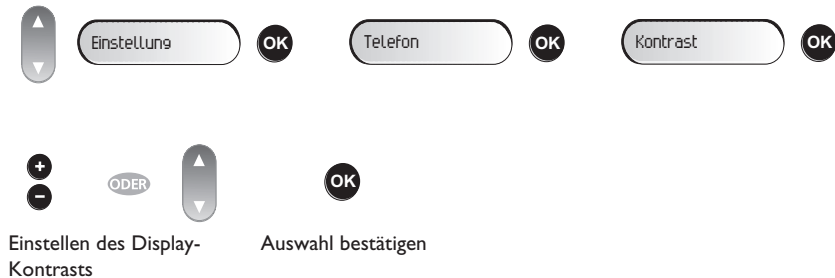 Einstellung OK Telefon OK Kontrast OK
+
ODER
OK
−
Einstellen des Display- Auswahl bestätigen
Kontrasts